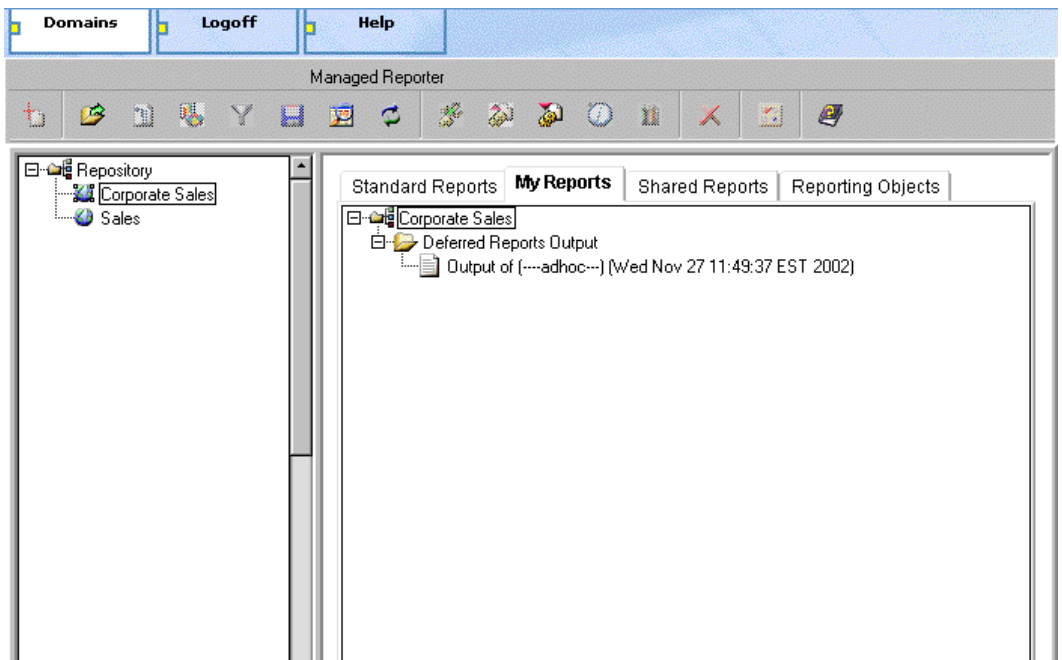 Domains Logoff Help
Managed Reporter
Repository
Corporate Sales
Sales
Standard Reports My Reports Shared Reports Reporting Objects
Corporate Sales
Deferred Reports Output
Output of (----adhoc---) (Wed Nov 27 11:49:37 EST 2002)